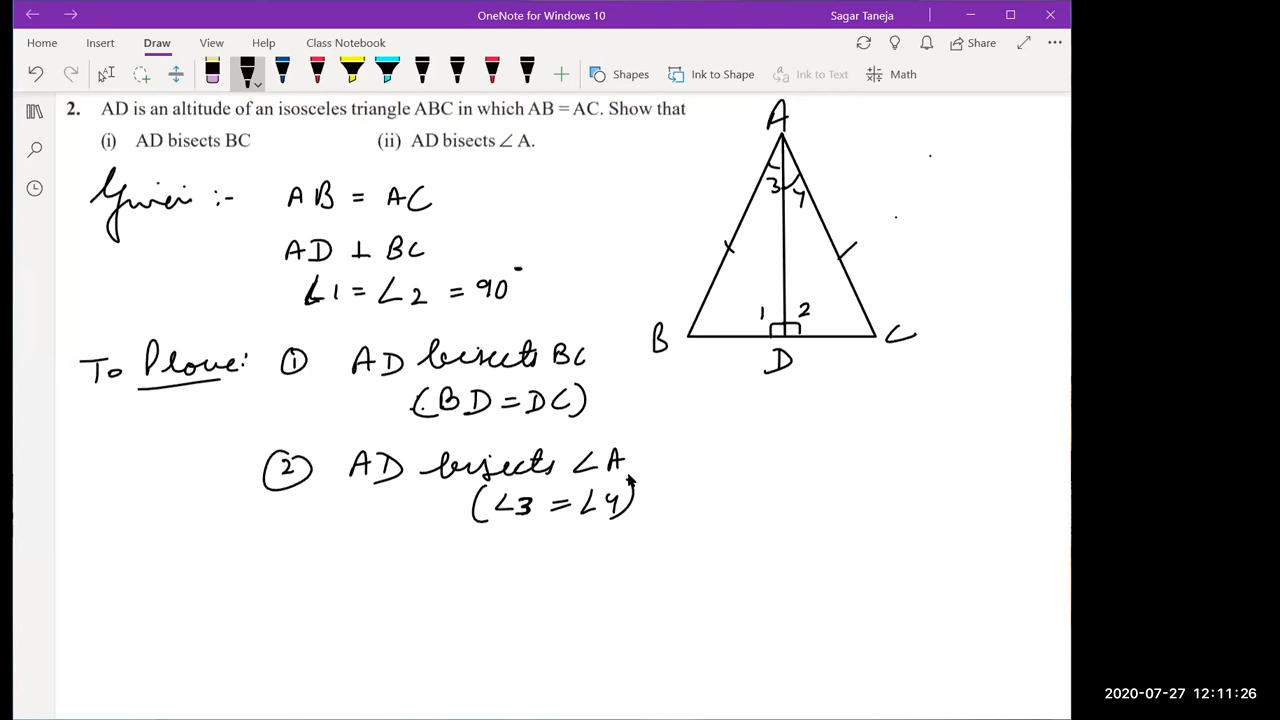 OneNote for Windows 10
Sagar Taneja
Home Insert Draw View Help Class Notebook Share
Shapes Ink to Shape Ink to Text Math
2. AD is an altitude of an isosceles triangle ABC in which AB = AC. Show that
(i) AD bisects BC (ii) AD bisects ∠ A.
Given :- AB = AC
AD ⊥ BC
∠1 = ∠2 = 90°
To Prove: ① AD bisects BC
(BD = DC)
② AD bisects ∠A
(∠3 = ∠4)
A
3 4
1 2
B C
D
2020-07-27 12:11:26